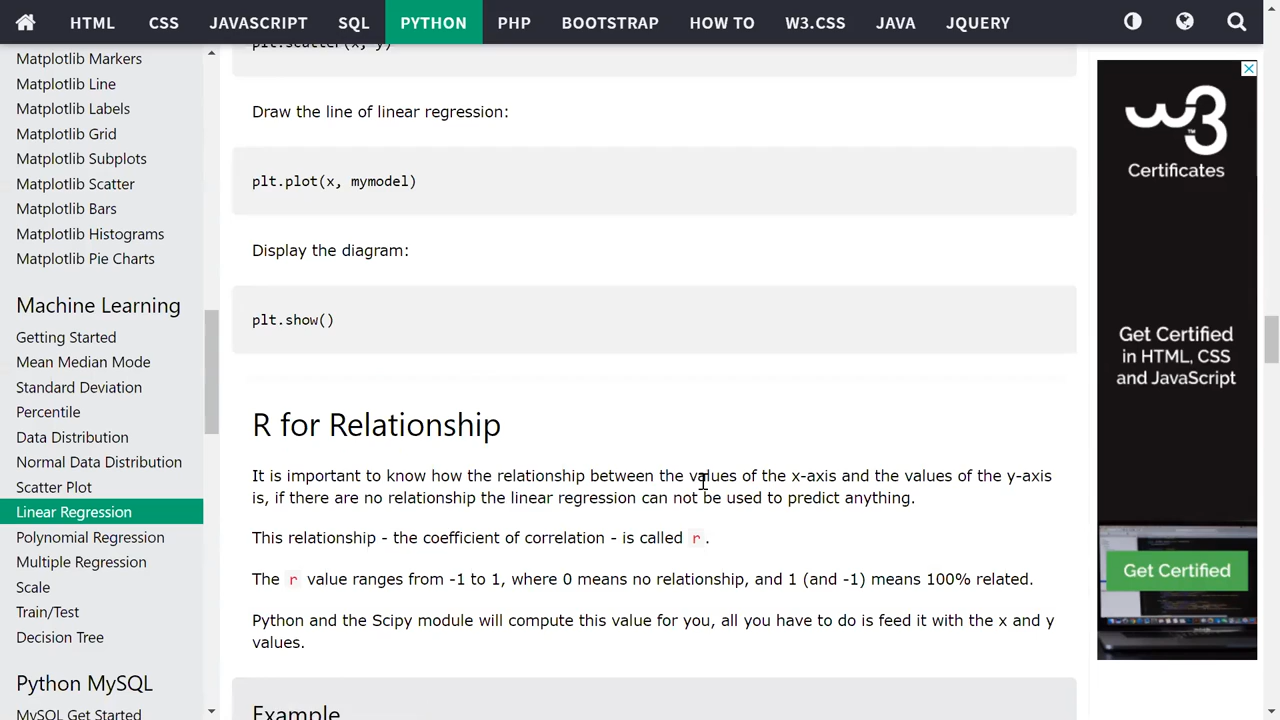 HTML CSS JAVASCRIPT SQL PYTHON PHP BOOTSTRAP HOW TO W3.CSS JAVA JQUERY
Matplotlib Markers
Matplotlib Line
Matplotlib Labels
Matplotlib Grid
Matplotlib Subplots
Matplotlib Scatter
Matplotlib Bars
Matplotlib Histograms
Matplotlib Pie Charts
Machine Learning
Getting Started
Mean Median Mode
Standard Deviation
Percentile
Data Distribution
Normal Data Distribution
Scatter Plot
Linear Regression
Polynomial Regression
Multiple Regression
Scale
Train/Test
Decision Tree
Python MySQL
MySQL Get Started
plt.scatter(x, y)
Draw the line of linear regression:
plt.plot(x, mymodel)
Display the diagram:
plt.show()
R for Relationship
It is important to know how the relationship between the values of the x-axis and the values of the y-axis
is, if there are no relationship the linear regression can not be used to predict anything.
This relationship - the coefficient of correlation - is called r.
The r value ranges from -1 to 1, where 0 means no relationship, and 1 (and -1) means 100% related.
Python and the Scipy module will compute this value for you, all you have to do is feed it with the x and y
values.
Example
w3
TM
Certificates
Get Certified
in HTML, CSS
and JavaScript
Get Certified